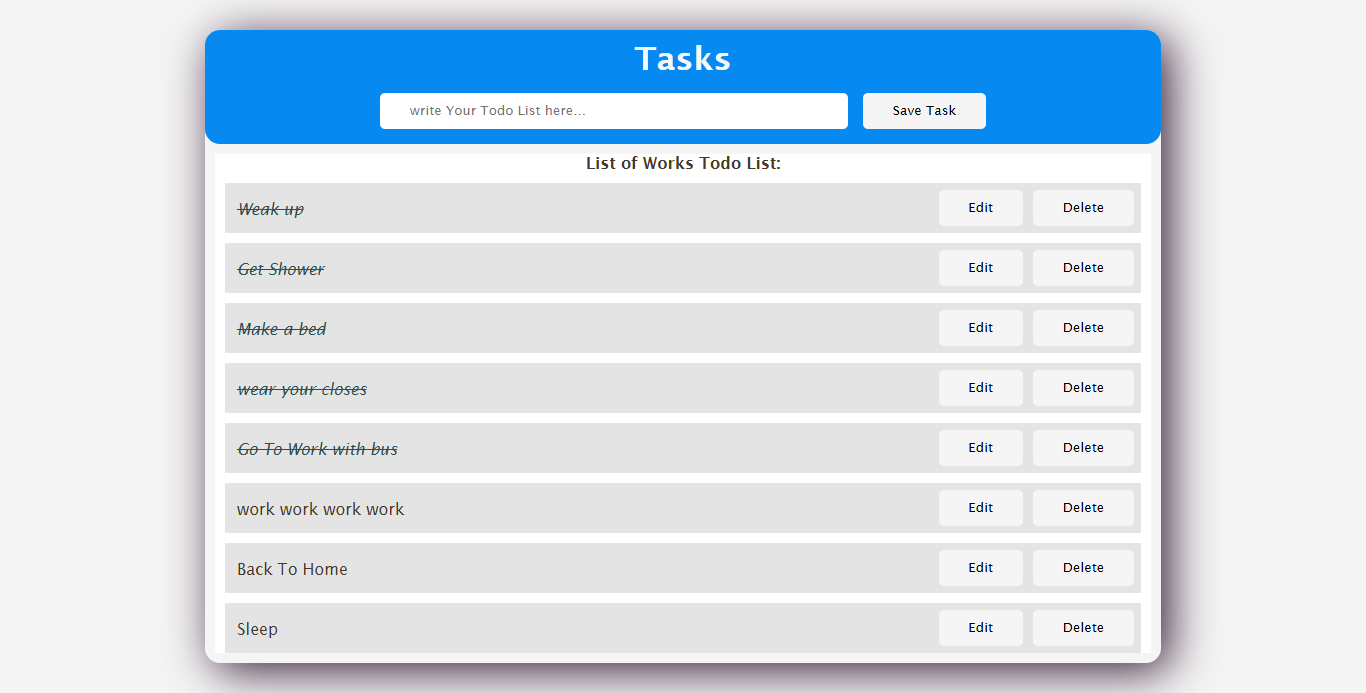 Tasks
write Your Todo List here... Save Task
List of Works Todo List:
Weak up Edit Delete
Get Shower Edit Delete
Make a bed Edit Delete
wear your closes Edit Delete
Go To Work with bus Edit Delete
work work work work Edit Delete
Back To Home Edit Delete
Sleep Edit Delete